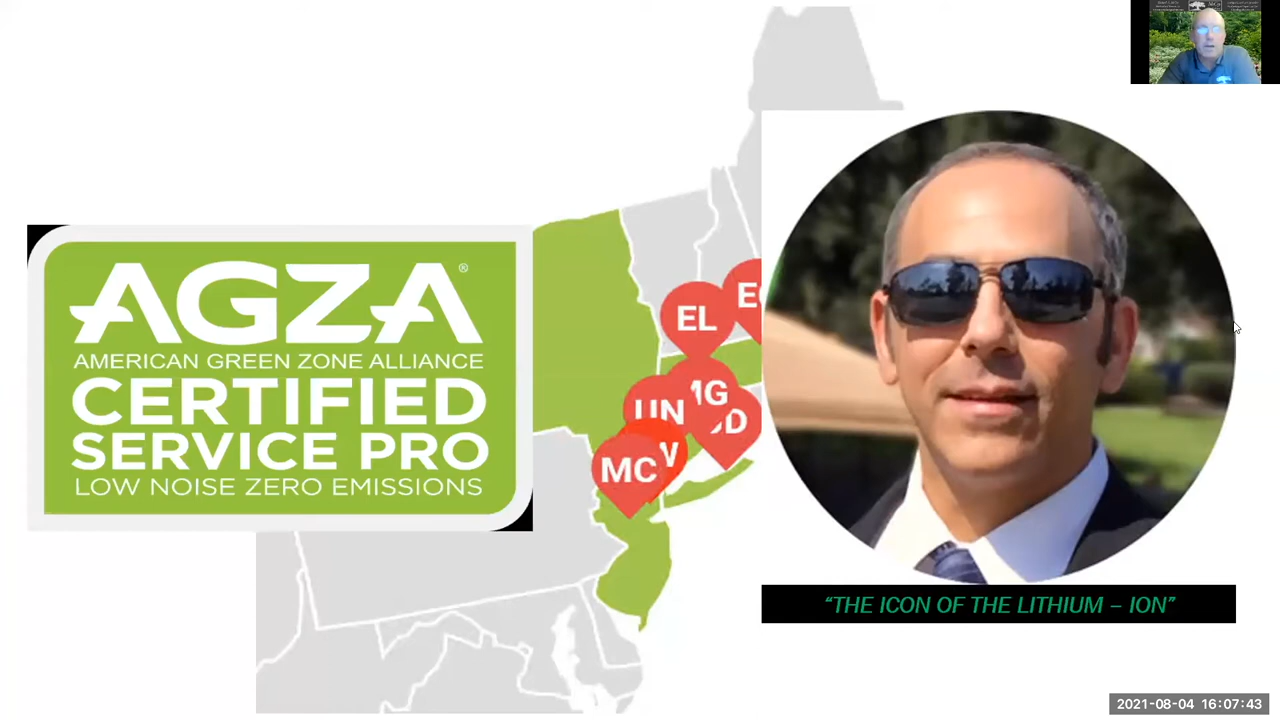 AGZA®
AMERICAN GREEN ZONE ALLIANCE
CERTIFIED
SERVICE PRO
LOW NOISE ZERO EMISSIONS
EL
UN
MC
“THE ICON OF THE LITHIUM – ION”
2021-08-04 16:07:43